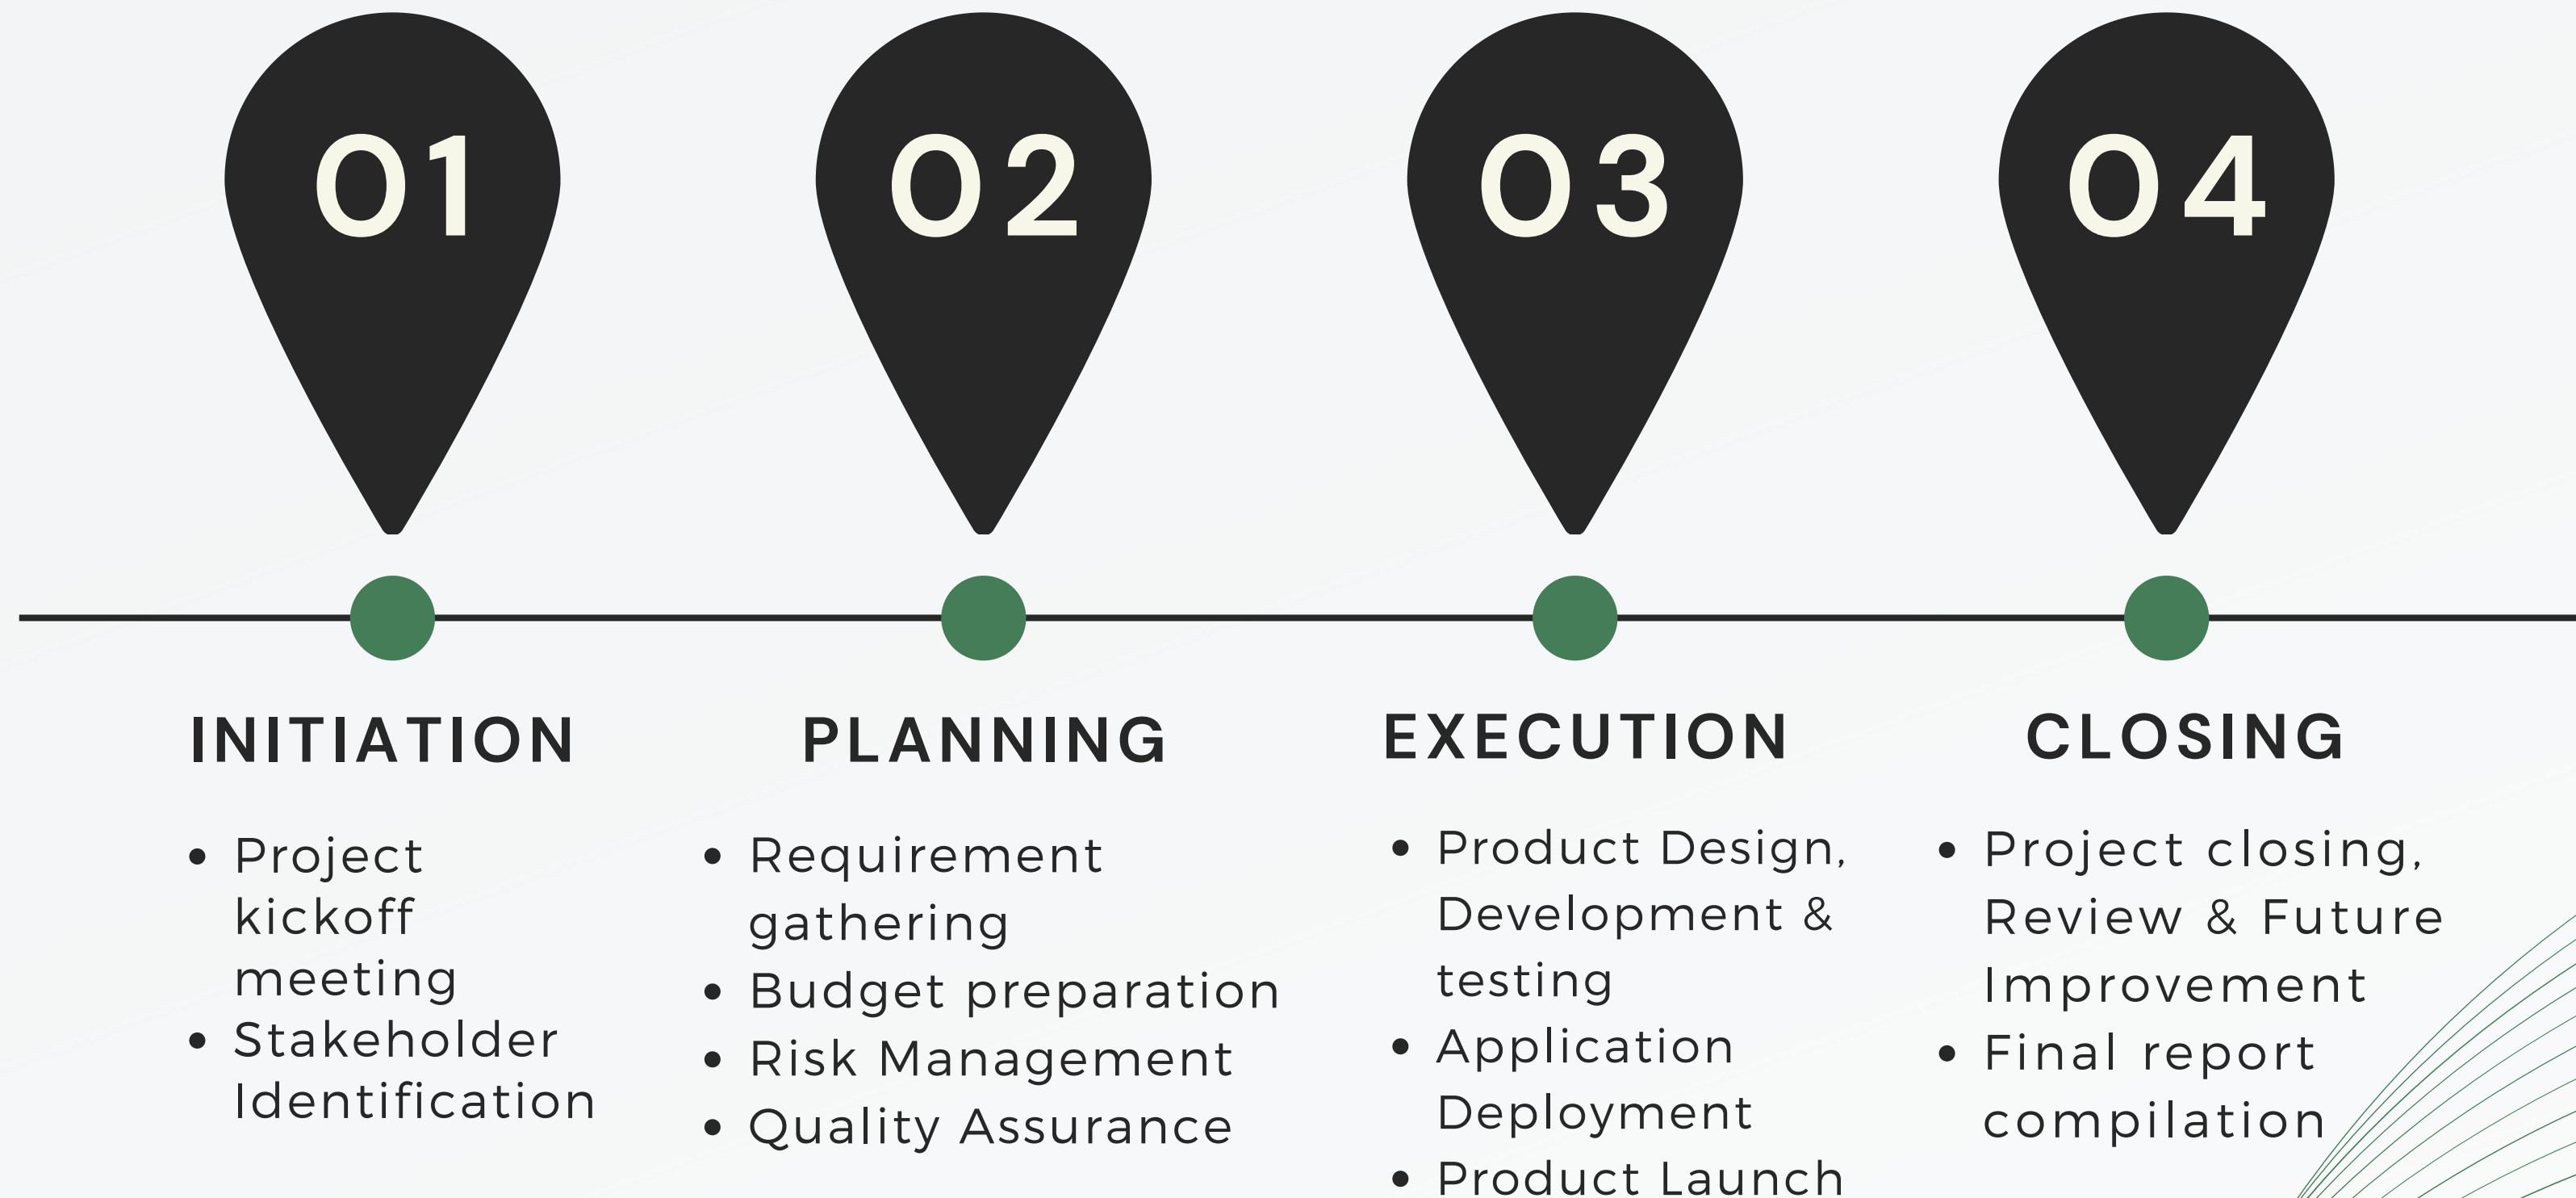 01
02
03
04
INITIATION
• Project
kickoff
meeting
• Stakeholder
Identification
PLANNING
• Requirement
gathering
• Budget preparation
• Risk Management
• Quality Assurance
EXECUTION
• Product Design,
Development &
testing
• Application
Deployment
• Product Launch
CLOSING
• Project closing,
Review & Future
Improvement
• Final report
compilation